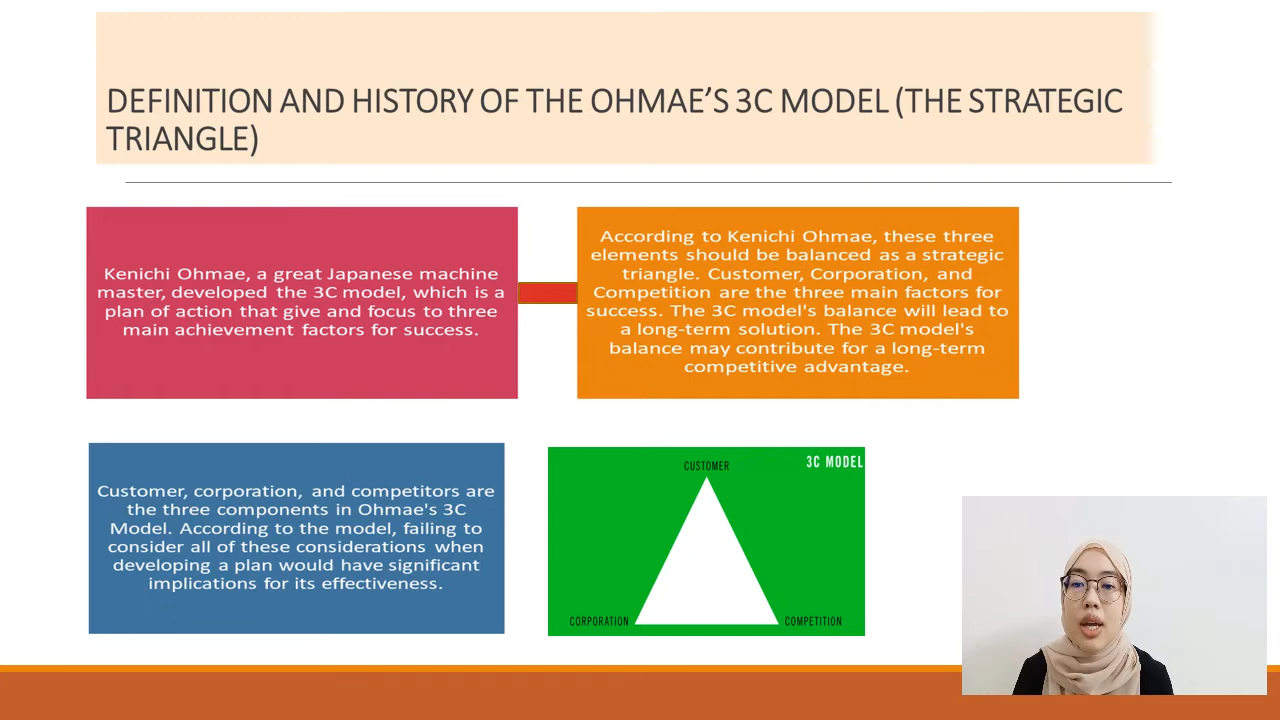 DEFINITION AND HISTORY OF THE OHMAE’S 3C MODEL (THE STRATEGIC
TRIANGLE)
Kenichi Ohmae, a great Japanese machine
master, developed the 3C model, which is a
plan of action that give and focus to three
main achievement factors for success.
According to Kenichi Ohmae, these three
elements should be balanced as a strategic
triangle. Customer, Corporation, and
Competition are the three main factors for
success. The 3C model's balance will lead to
a long-term solution. The 3C model's
balance may contribute for a long-term
competitive advantage.
Customer, corporation, and competitors are
the three components in Ohmae's 3C
Model. According to the model, failing to
consider all of these considerations when
developing a plan would have significant
implications for its effectiveness.
3C MODEL
CUSTOMER
CORPORATION
COMPETITION